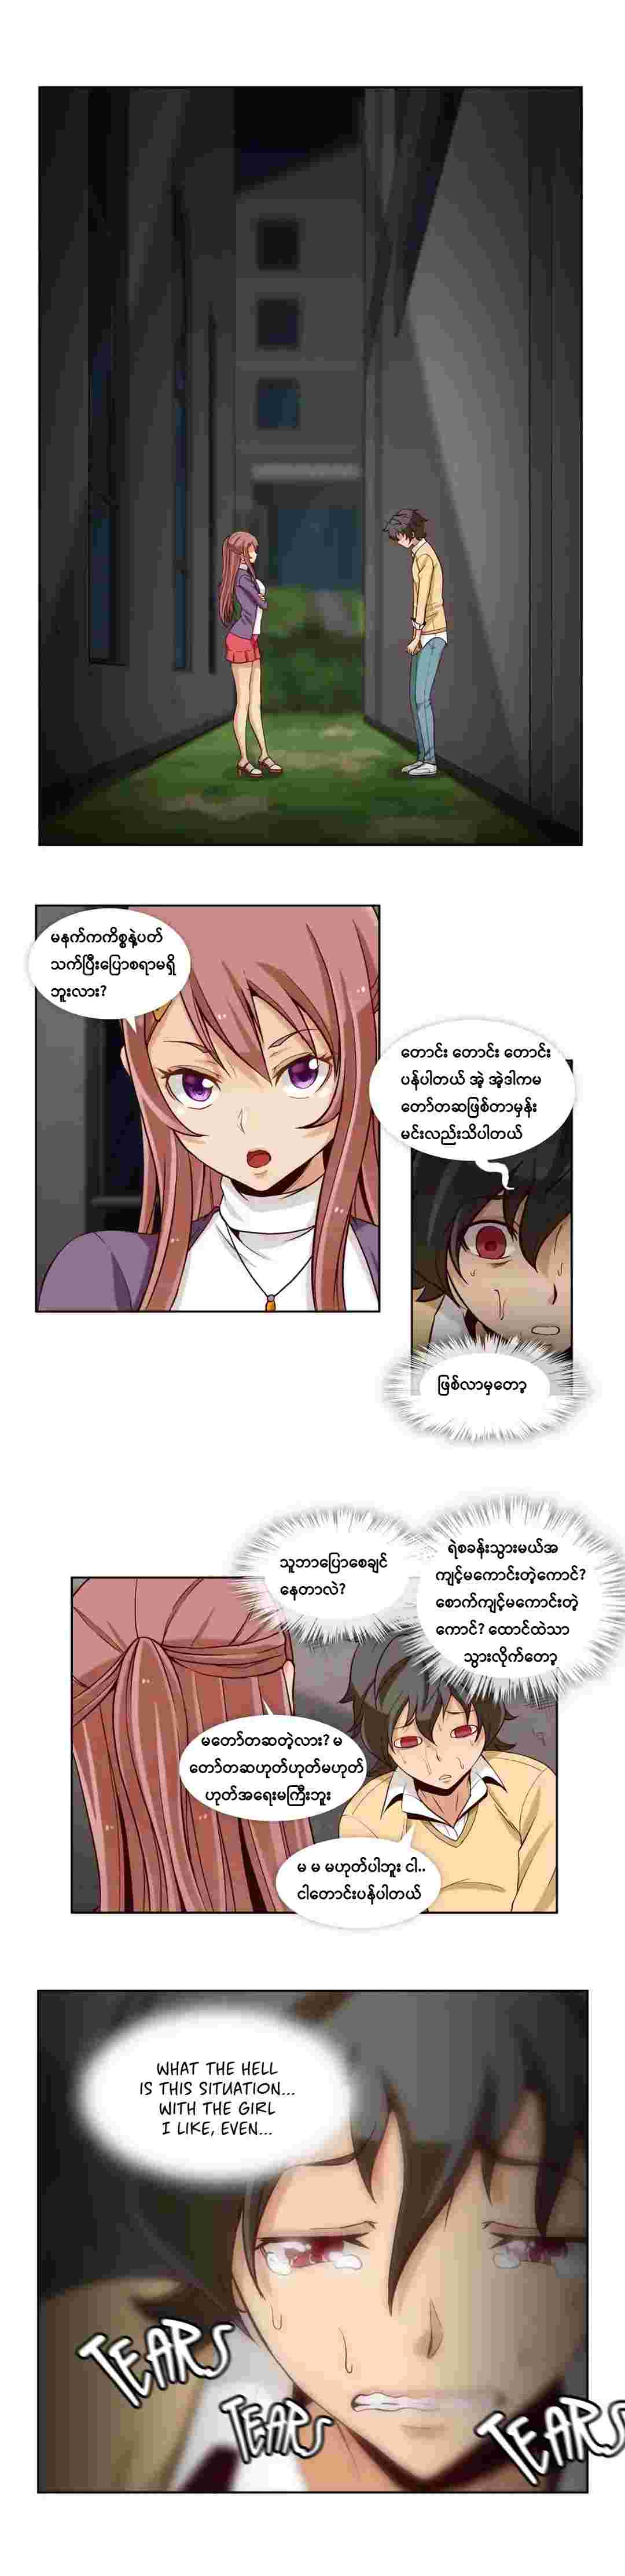 မနက်ကကိစ္စနဲ့ပတ်
သက်ပြီးပြောစရာမရှိ
ဘူးလား?
တောင်း တောင်း တောင်း
ပန်ပါတယ် အဲ့ အဲ့ဒါကမ
တော်တဆဖြစ်တာမှန်း
မင်းလည်းသိပါတယ်
ဖြစ်လာမှတော့
သူဘာပြောစေချင်
နေတာလဲ?
ရဲစခန်းသွားမယ်အ
ကျင့်မကောင်းတဲ့ကောင်?
စောက်ကျင့်မကောင်းတဲ့
ကောင်? ထောင်ထဲသာ
သွားလိုက်တော့
မတော်တဆတဲ့လား? မ
တော်တဆဟုတ်ဟုတ်မဟုတ်
ဟုတ်အရေးမကြီးဘူး
မ မ မဟုတ်ပါဘူး ငါ..
ငါတောင်းပန်ပါတယ်
WHAT THE HELL
IS THIS SITUATION...
WITH THE GIRL
I LIKE, EVEN...
TEARS
TEARS
TEARS